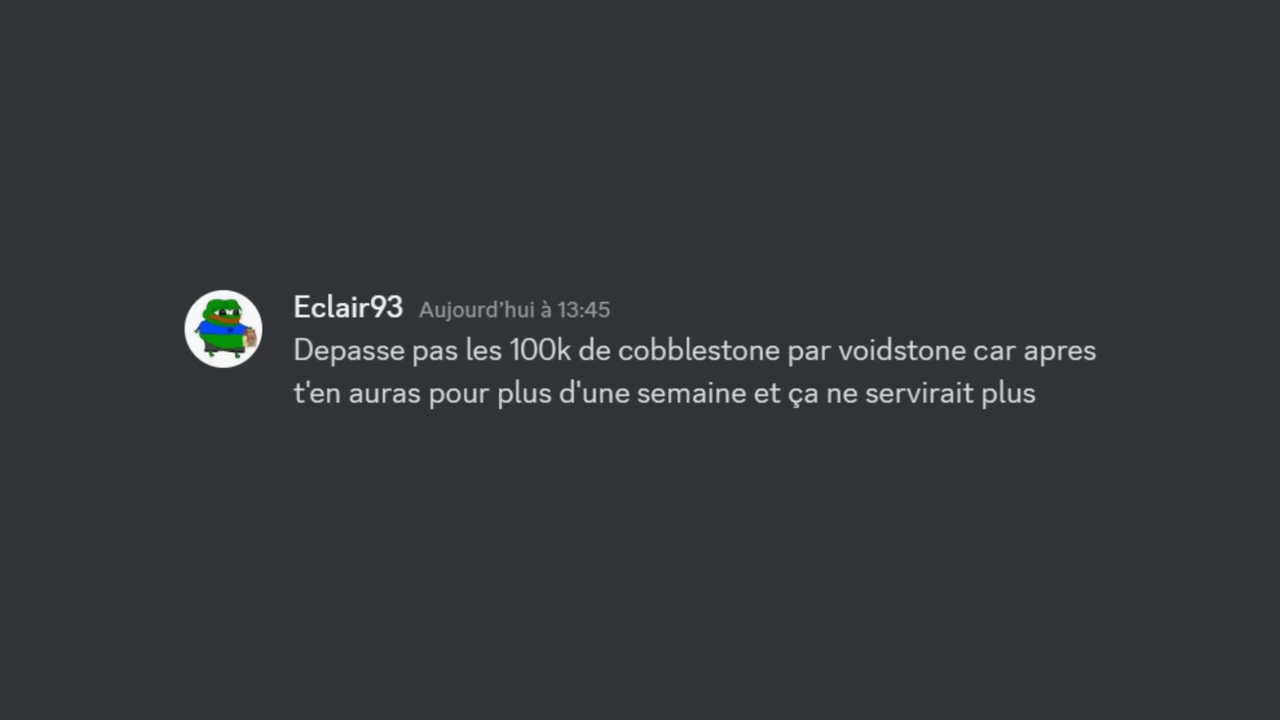 Eclair93 Aujourd’hui à 13:45
Depasse pas les 100k de cobblestone par voidstone car apres
t'en auras pour plus d'une semaine et ça ne servirait plus